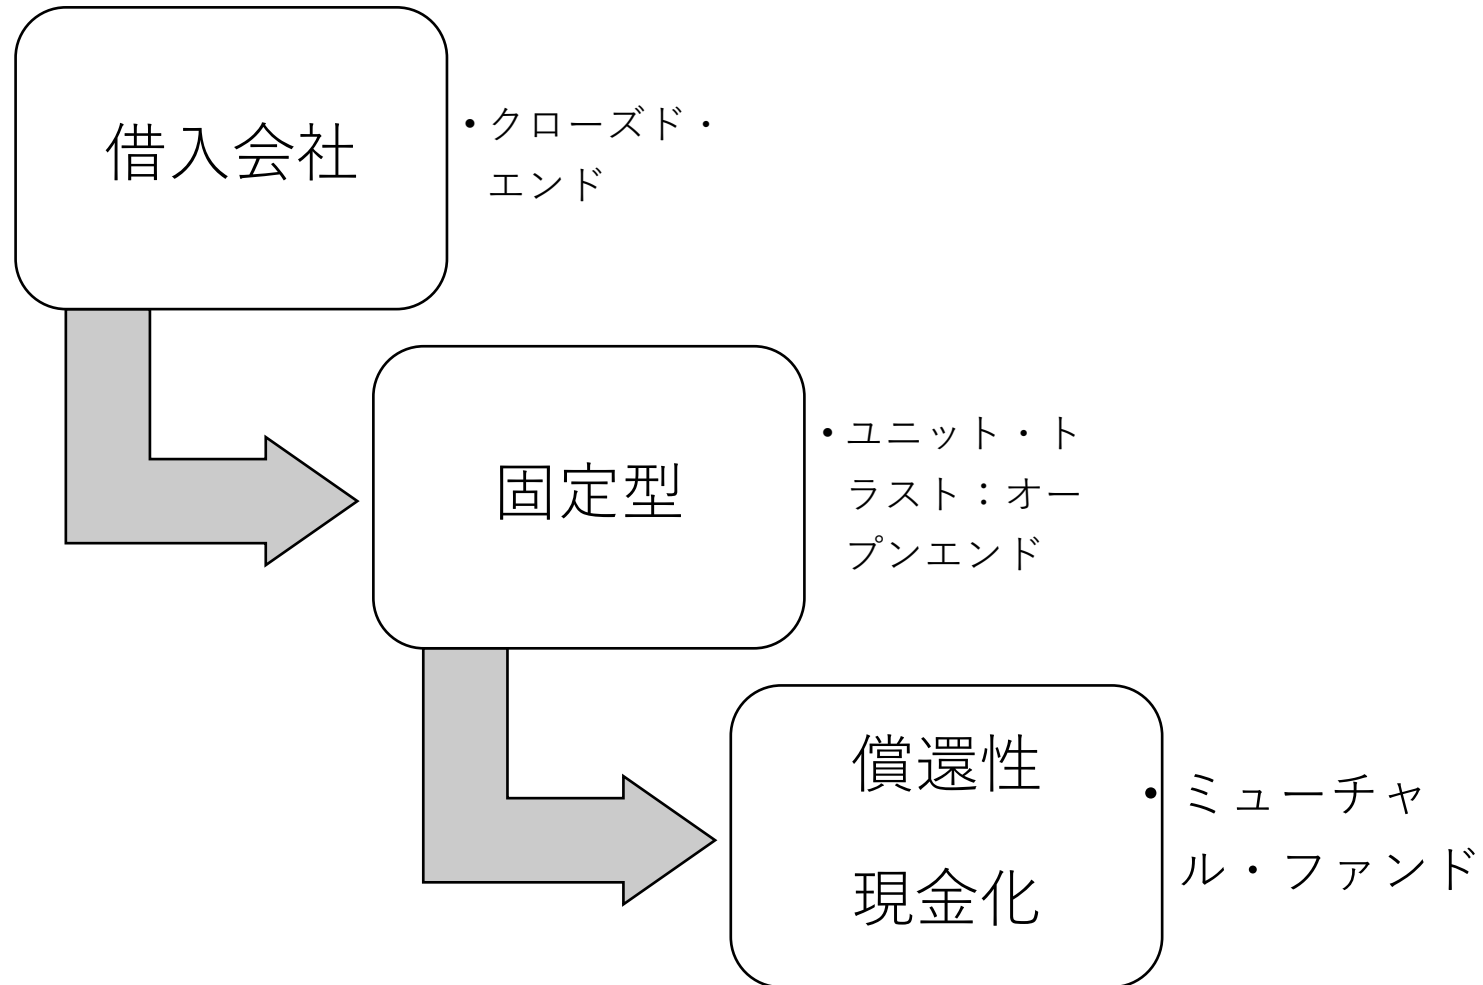 借入会社
• クローズド・
エンド
固定型
• ユニット・ト
ラスト：オー
プンエンド
償還性
現金化
• ミューチャ
ル・ファンド